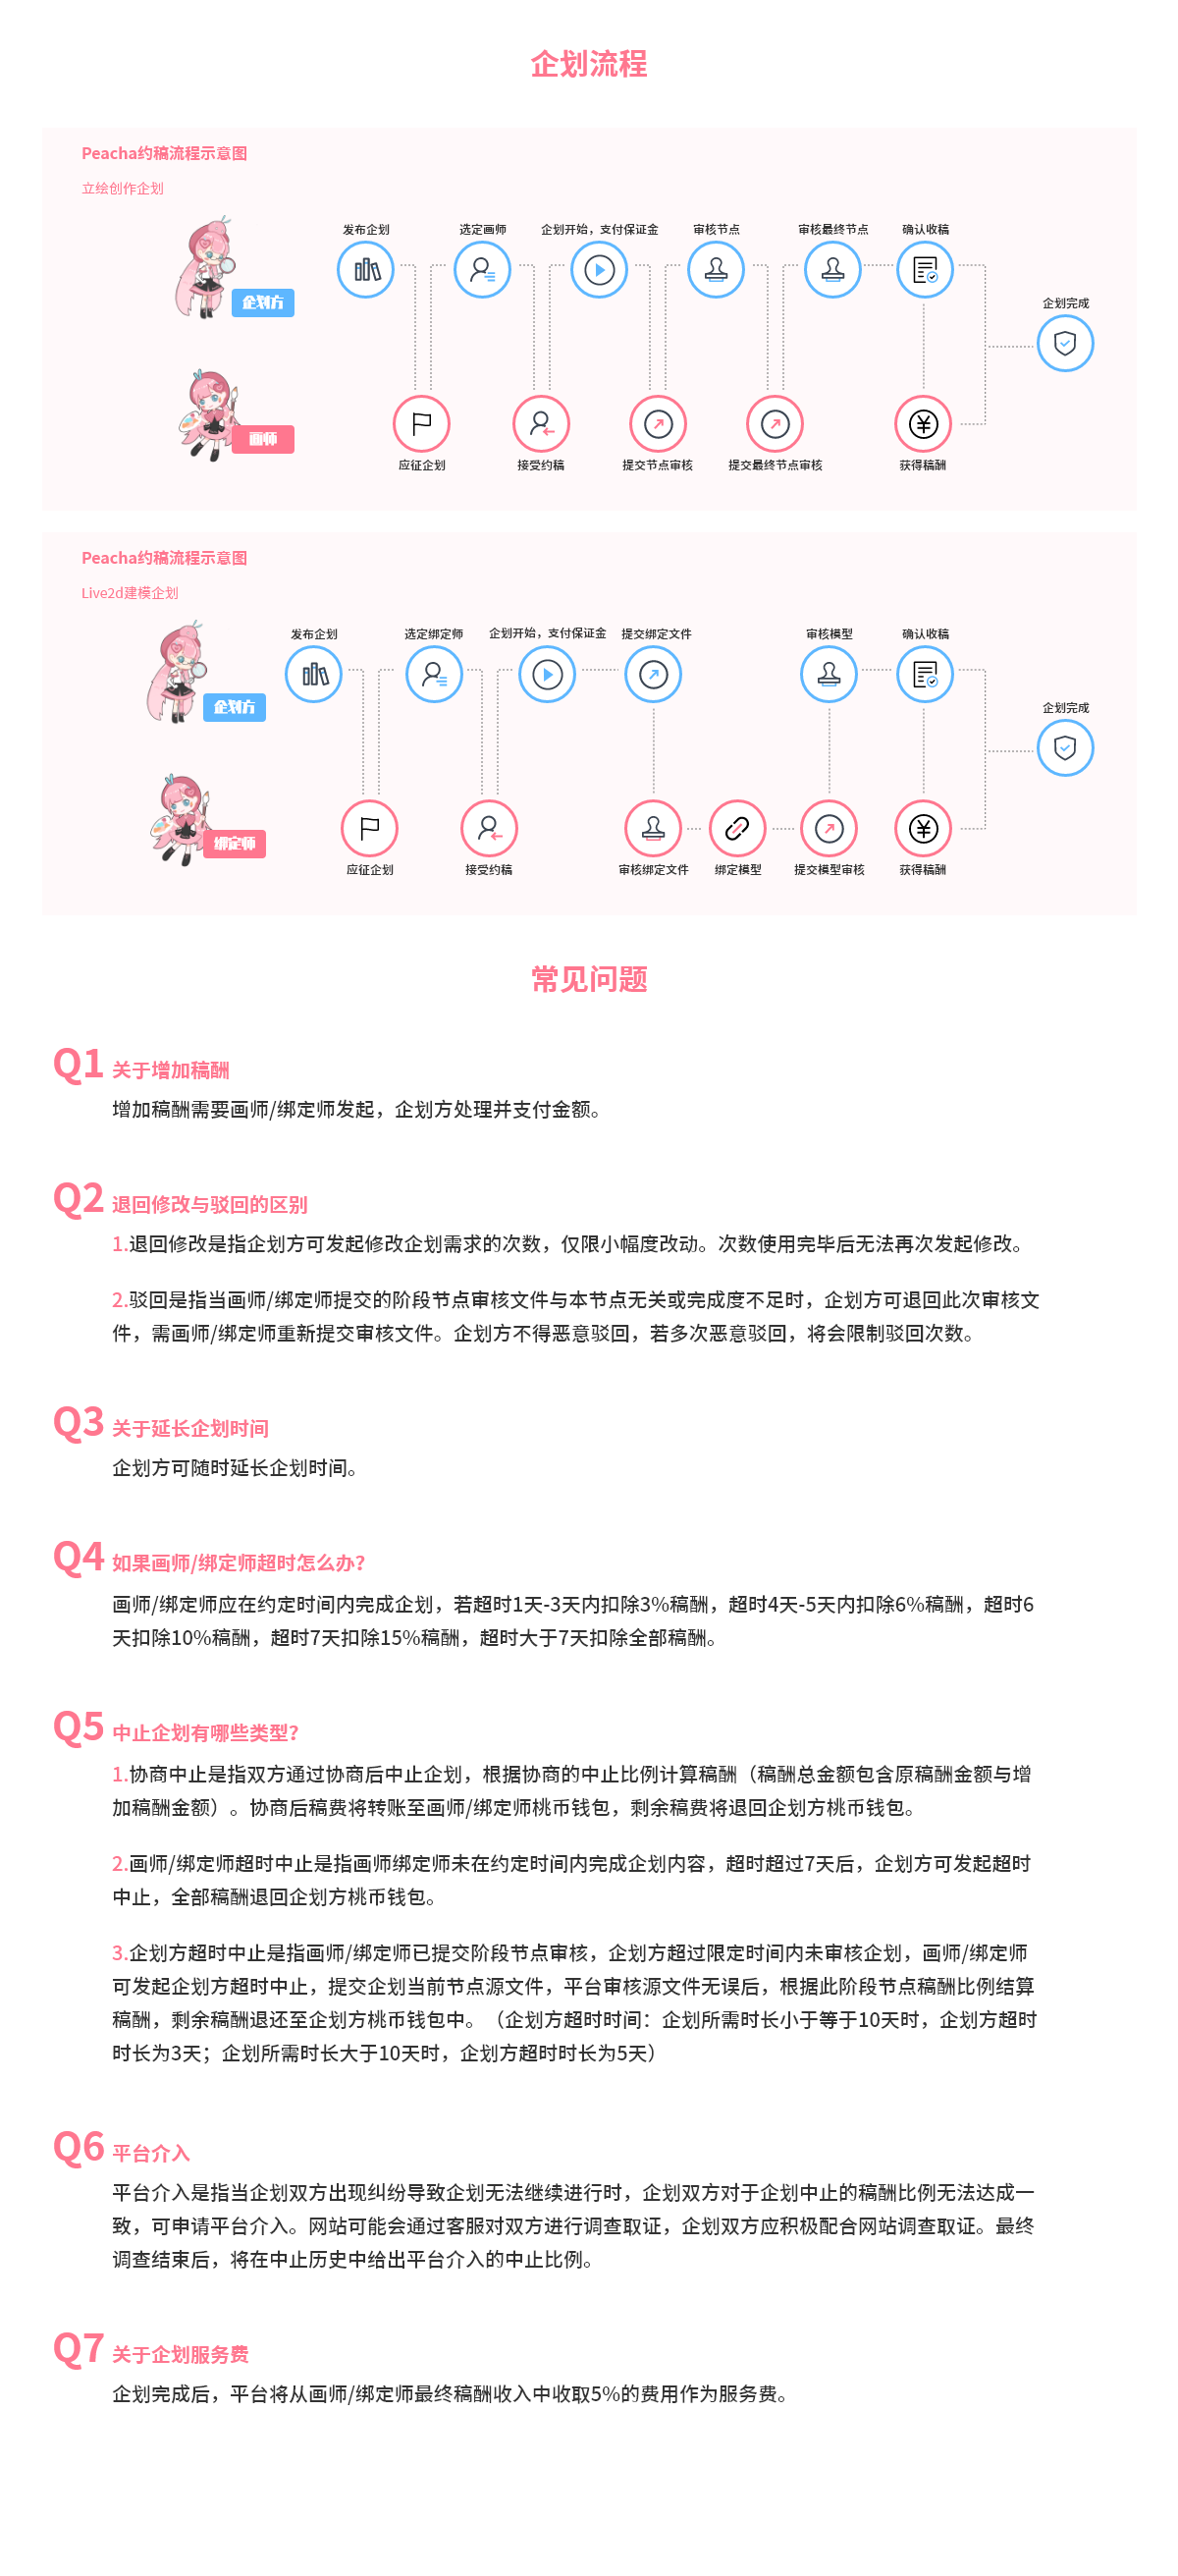 企划流程
Peacha约稿流程示意图
立绘创作企划
发布企划
选定画师
企划开始，支付保证金
审核节点
审核最终节点
确认收稿
企划方
企划完成
画师
应征企划
接受约稿
提交节点审核
提交最终节点审核
获得稿酬
Peacha约稿流程示意图
Live2d建模企划
发布企划
选定绑定师
企划开始，支付保证金
提交绑定文件
审核模型
确认收稿
企划方
企划完成
绑定师
应征企划
接受约稿
审核绑定文件
绑定模型
提交模型审核
获得稿酬
常见问题
Q1 关于增加稿酬
增加稿酬需要画师/绑定师发起，企划方处理并支付金额。
Q2 退回修改与驳回的区别
1.退回修改是指企划方可发起修改企划需求的次数，仅限小幅度改动。次数使用完毕后无法再次发起修改。
2.驳回是指当画师/绑定师提交的阶段节点审核文件与本节点无关或完成度不足时，企划方可退回此次审核文
件，需画师/绑定师重新提交审核文件。企划方不得恶意驳回，若多次恶意驳回，将会限制驳回次数。
Q3 关于延长企划时间
企划方可随时延长企划时间。
Q4 如果画师/绑定师超时怎么办？
画师/绑定师应在约定时间内完成企划，若超时1天-3天内扣除3%稿酬，超时4天-5天内扣除6%稿酬，超时6
天扣除10%稿酬，超时7天扣除15%稿酬，超时大于7天扣除全部稿酬。
Q5 中止企划有哪些类型？
1.协商中止是指双方通过协商后中止企划，根据协商的中止比例计算稿酬（稿酬总金额包含原稿酬金额与增
加稿酬金额）。协商后稿费将转账至画师/绑定师桃币钱包，剩余稿费将退回企划方桃币钱包。
2.画师/绑定师超时中止是指画师绑定师未在约定时间内完成企划内容，超时超过7天后，企划方可发起超时
中止，全部稿酬退回企划方桃币钱包。
3.企划方超时中止是指画师/绑定师已提交阶段节点审核，企划方超过限定时间内未审核企划，画师/绑定师
可发起企划方超时中止，提交企划当前节点源文件，平台审核源文件无误后，根据此阶段节点稿酬比例结算
稿酬，剩余稿酬退还至企划方桃币钱包中。（企划方超时时间：企划所需时长小于等于10天时，企划方超时
时长为3天；企划所需时长大于10天时，企划方超时时长为5天）
Q6 平台介入
平台介入是指当企划双方出现纠纷导致企划无法继续进行时，企划双方对于企划中止的稿酬比例无法达成一
致，可申请平台介入。网站可能会通过客服对双方进行调查取证，企划双方应积极配合网站调查取证。最终
调查结束后，将在中止历史中给出平台介入的中止比例。
Q7 关于企划服务费
企划完成后，平台将从画师/绑定师最终稿酬收入中收取5%的费用作为服务费。